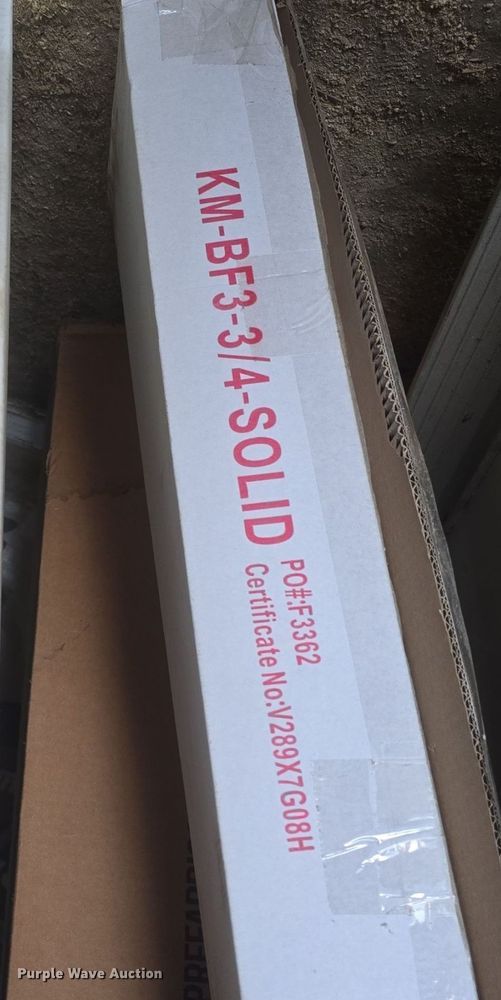 KM-BF3-3/4-SOLID
PO#:F3362
Certificate No:V289X7G08H
Purple Wave Auction